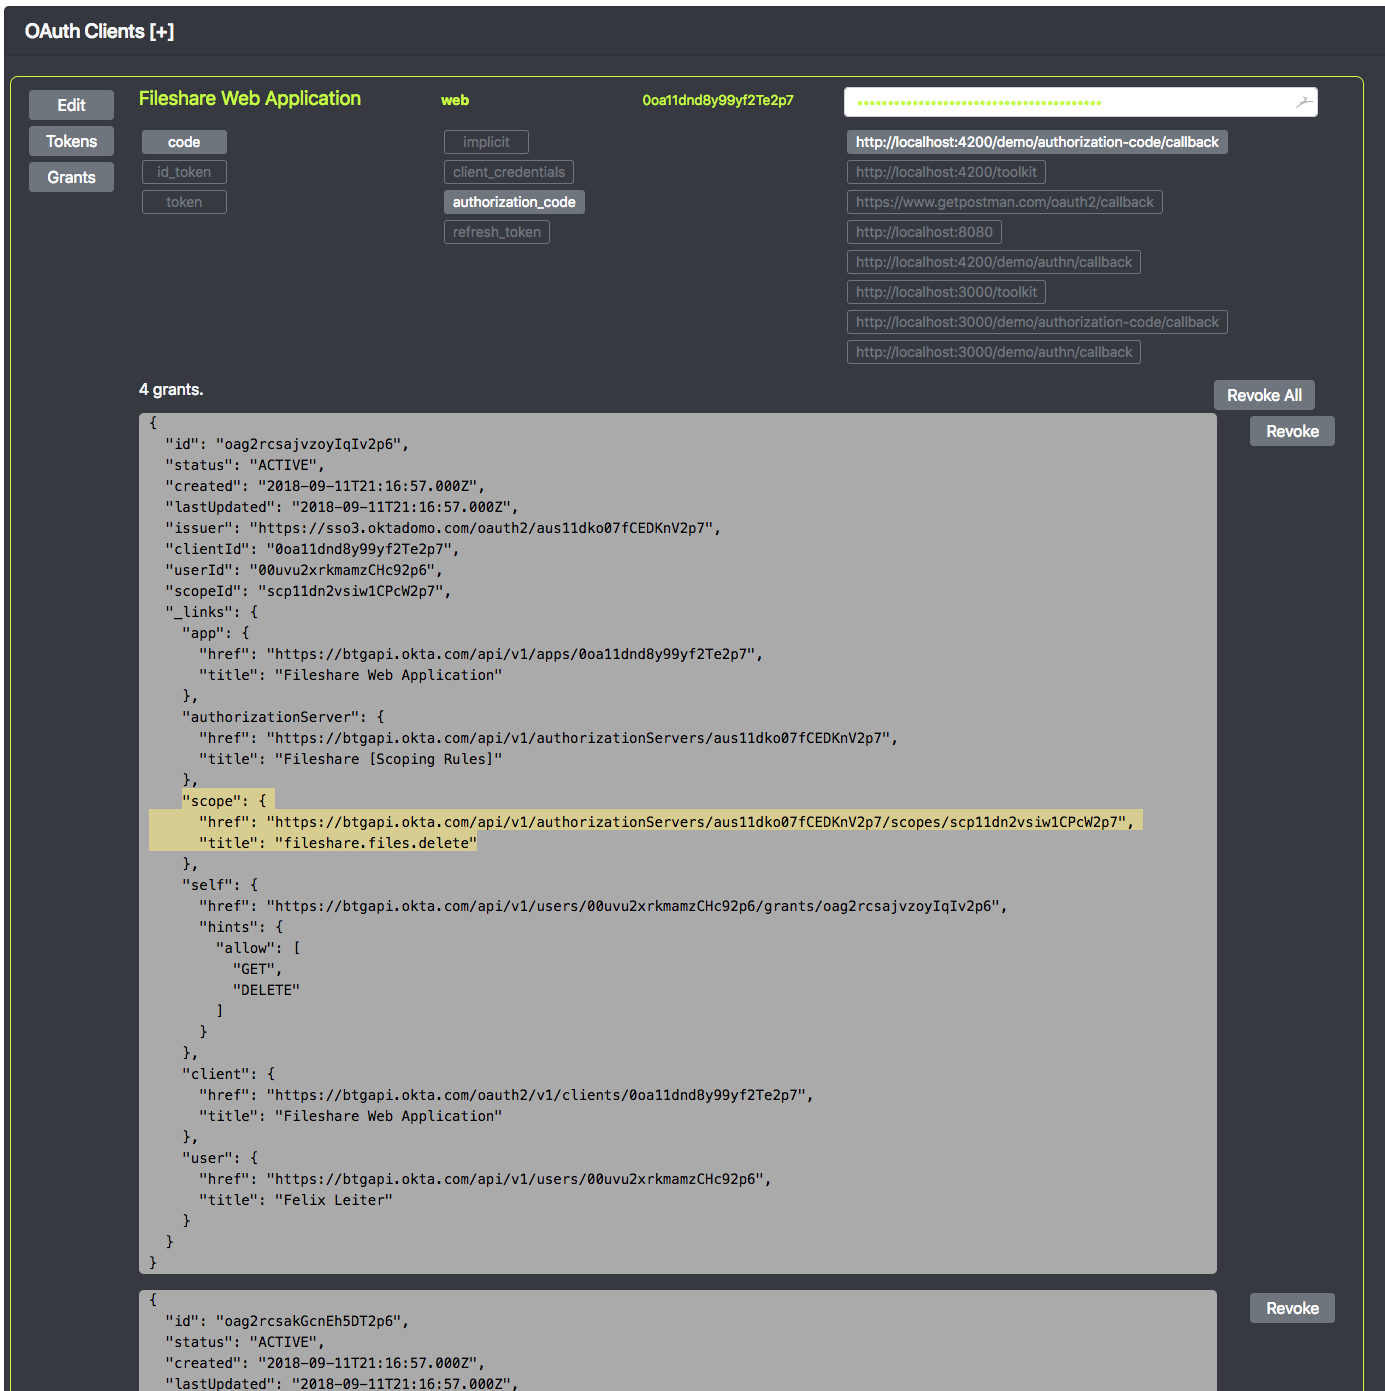 OAuth Clients [+]
Edit
Fileshare Web Application
web
0oa11dnd8y99yf2Te2p7
Tokens
Grants
code
id_token
token
implicit
client_credentials
authorization_code
refresh_token
http://localhost:4200/demo/authorization-code/callback
http://localhost:4200/toolkit
https://www.getpostman.com/oauth2/callback
http://localhost:8080
http://localhost:4200/demo/authn/callback
http://localhost:3000/toolkit
http://localhost:3000/demo/authorization-code/callback
http://localhost:3000/demo/authn/callback
4 grants.
Revoke All
Revoke
{
"id": "oag2rcsajvzoyIqIv2p6",
"status": "ACTIVE",
"created": "2018-09-11T21:16:57.000Z",
"lastUpdated": "2018-09-11T21:16:57.000Z",
"issuer": "https://sso3.oktadomo.com/oauth2/aus11dko07fCEDKnV2p7",
"clientId": "0oa11dnd8y99yf2Te2p7",
"userId": "00uvu2xrkmamzCHc92p6",
"scopeId": "scp11dn2vsiw1CPcW2p7",
"_links": {
"app": {
"href": "https://btgapi.okta.com/api/v1/apps/0oa11dnd8y99yf2Te2p7",
"title": "Fileshare Web Application"
},
"authorizationServer": {
"href": "https://btgapi.okta.com/api/v1/authorizationServers/aus11dko07fCEDKnV2p7",
"title": "Fileshare [Scoping Rules]"
},
"scope": {
"href": "https://btgapi.okta.com/api/v1/authorizationServers/aus11dko07fCEDKnV2p7/scopes/scp11dn2vsiw1CPcW2p7",
"title": "fileshare.files.delete"
},
"self": {
"href": "https://btgapi.okta.com/api/v1/users/00uvu2xrkmamzCHc92p6/grants/oag2rcsajvzoyIqIv2p6",
"hints": {
"allow": [
"GET",
"DELETE"
]
}
},
"client": {
"href": "https://btgapi.okta.com/oauth2/v1/clients/0oa11dnd8y99yf2Te2p7",
"title": "Fileshare Web Application"
},
"user": {
"href": "https://btgapi.okta.com/api/v1/users/00uvu2xrkmamzCHc92p6",
"title": "Felix Leiter"
}
}
}
Revoke
{
"id": "oag2rcsakGcnEh5DT2p6",
"status": "ACTIVE",
"created": "2018-09-11T21:16:57.000Z",
"lastUpdated": "2018-09-11T21:16:57.000Z",